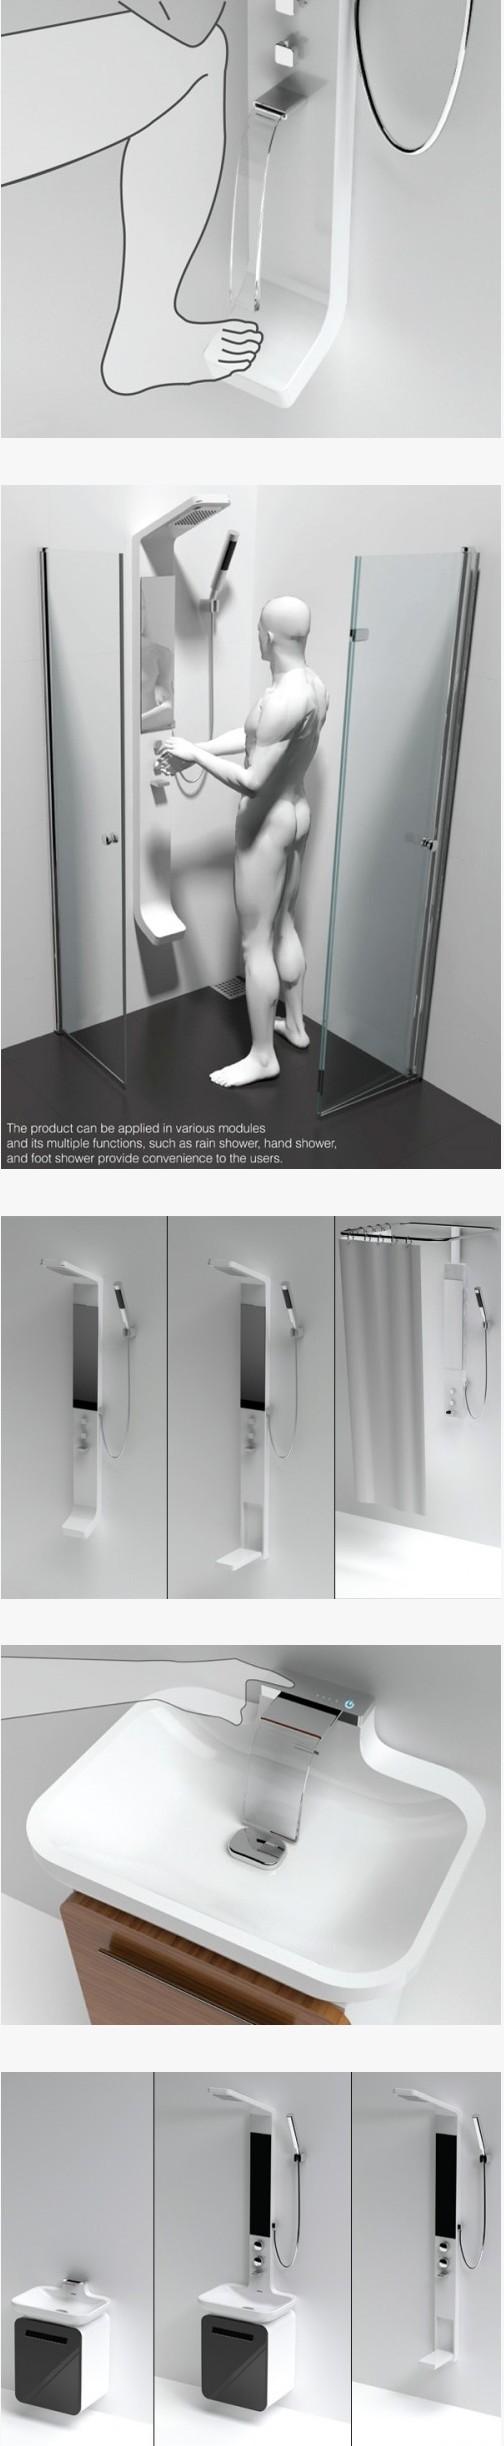 The product can be applied in various modules
and its multiple functions, such as rain shower, hand shower,
and foot shower provide convenience to the users.